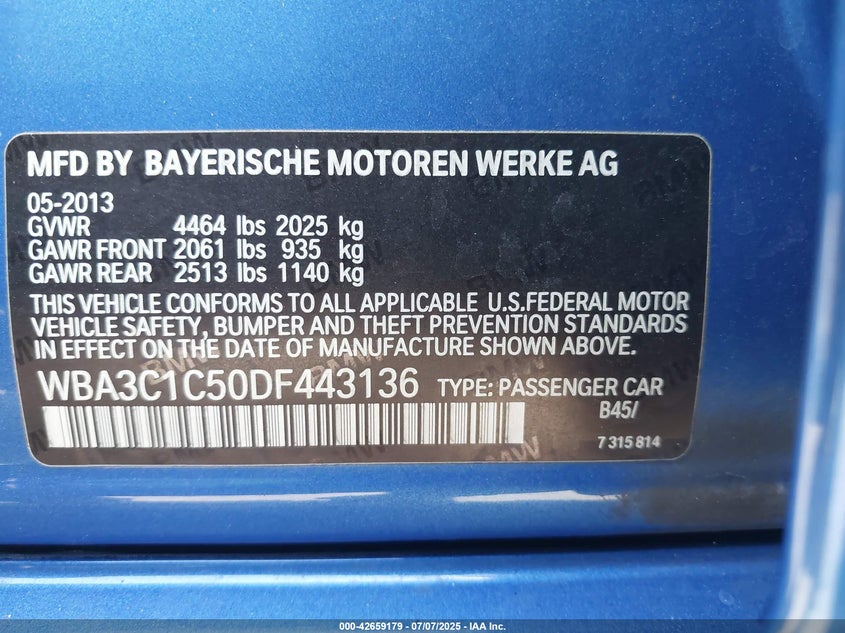 MFD BY BAYERISCHE MOTOREN WERKE AG
05-2013
GVWR 4464 lbs 2025 kg
GAWR FRONT 2061 lbs 935 kg
GAWR REAR 2513 lbs 1140 kg
THIS VEHICLE CONFORMS TO ALL APPLICABLE U.S.FEDERAL MOTOR
VEHICLE SAFETY, BUMPER AND THEFT PREVENTION STANDARDS
IN EFFECT ON THE DATE OF MANUFACTURE SHOWN ABOVE.
WBA3C1C50DF443136 TYPE: PASSENGER CAR
B45/
7 315 814
000-42659179 - 07/07/2025 - IAA Inc.